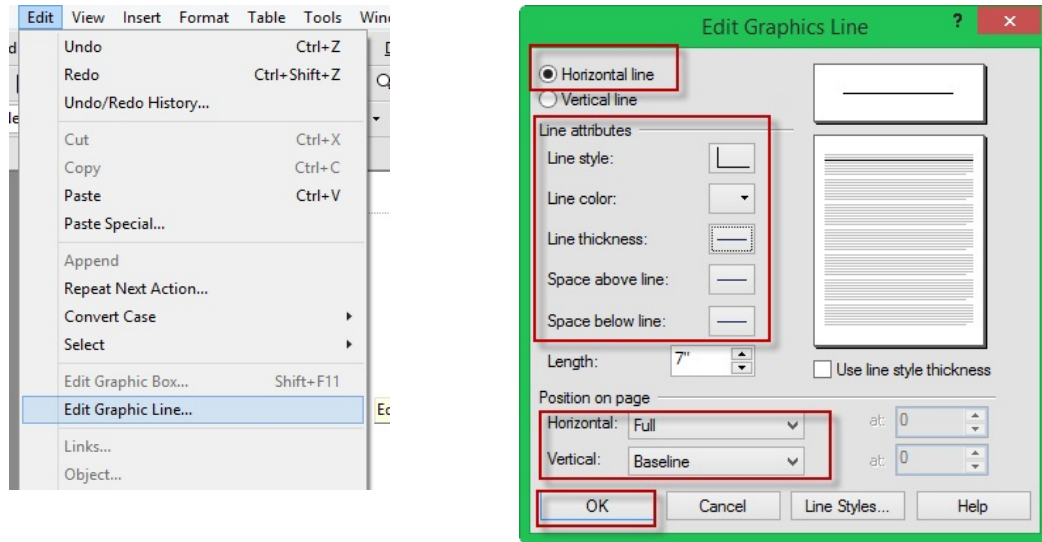 Edit View Insert Format Table Tools
Undo Ctrl+Z
Redo Ctrl+Shift+Z
Undo/Redo History...
Cut Ctrl+X
Copy Ctrl+C
Paste Ctrl+V
Paste Special...
Append
Repeat Next Action...
Convert Case
Select
Edit Graphic Box... Shift+F11
Edit Graphic Line...
Links...
Object...
Edit Graphics Line ? ×
Horizontal line
Vertical line
Line attributes
Line style:
Line color:
Line thickness:
Space above line:
Space below line:
Length: 7"
Use line style thickness
Position on page
Horizontal: Full at: 0
Vertical: Baseline at: 0
OK Cancel Line Styles... Help